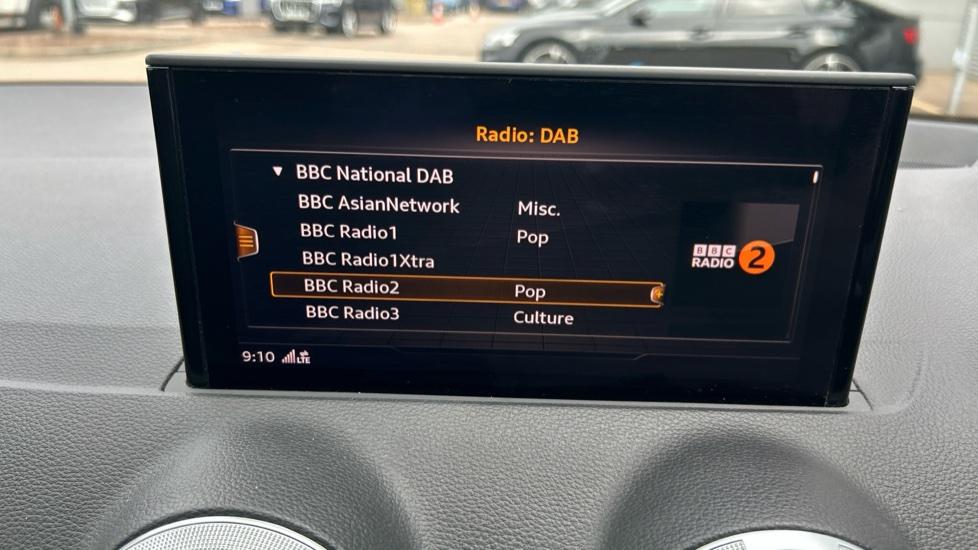 Radio: DAB
▼ BBC National DAB
BBC AsianNetwork Misc.
BBC Radio1 Pop
BBC Radio1Xtra
BBC Radio2 Pop
BBC Radio3 Culture
BBC
RADIO 2
9:10 LTE